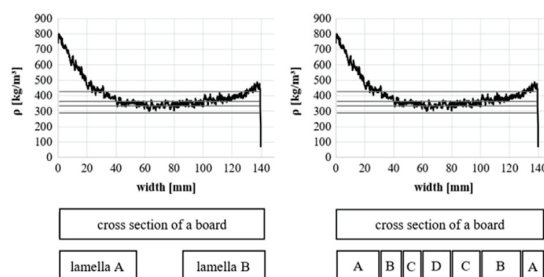 900
800
700
600
500
400
300
200
100
0
ρ [kg/m³]
0 20 40 60 80 100 120 140
width [mm]
cross section of a board
lamella A lamella B
900
800
700
600
500
400
300
200
100
0
ρ [kg/m³]
0 20 40 60 80 100 120 140
width [mm]
cross section of a board
A B C D C B A